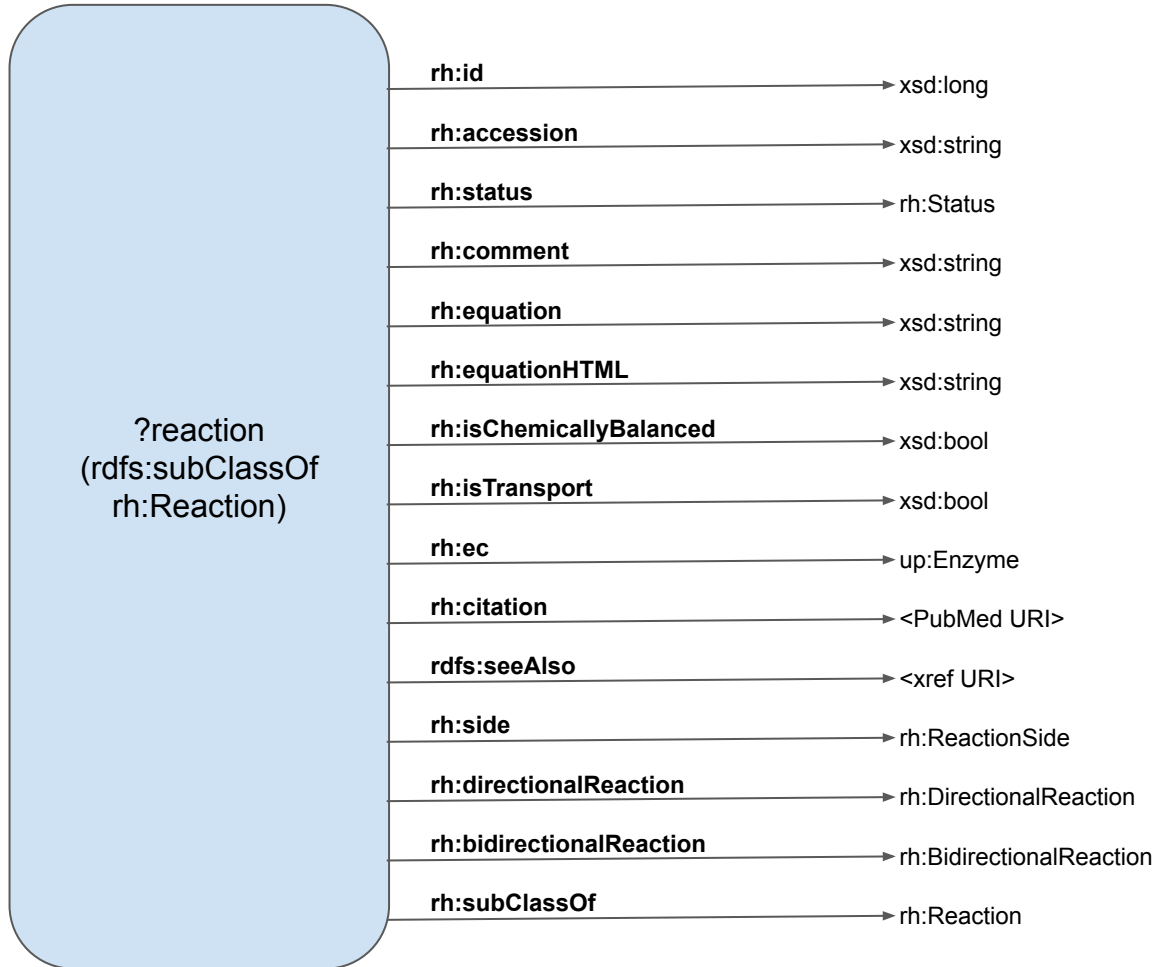 rh:id
xsd:long
rh:accession
xsd:string
rh:status
rh:Status
rh:comment
xsd:string
rh:equation
xsd:string
rh:equationHTML
xsd:string
?reaction
(rdfs:subClassOf
rh:Reaction)
rh:isChemicallyBalanced
xsd:bool
rh:isTransport
xsd:bool
rh:ec
up:Enzyme
rh:citation
<PubMed URI>
rdfs:seeAlso
<xref URI>
rh:side
rh:ReactionSide
rh:directionalReaction
rh:DirectionalReaction
rh:bidirectionalReaction
rh:BidirectionalReaction
rh:subClassOf
rh:Reaction